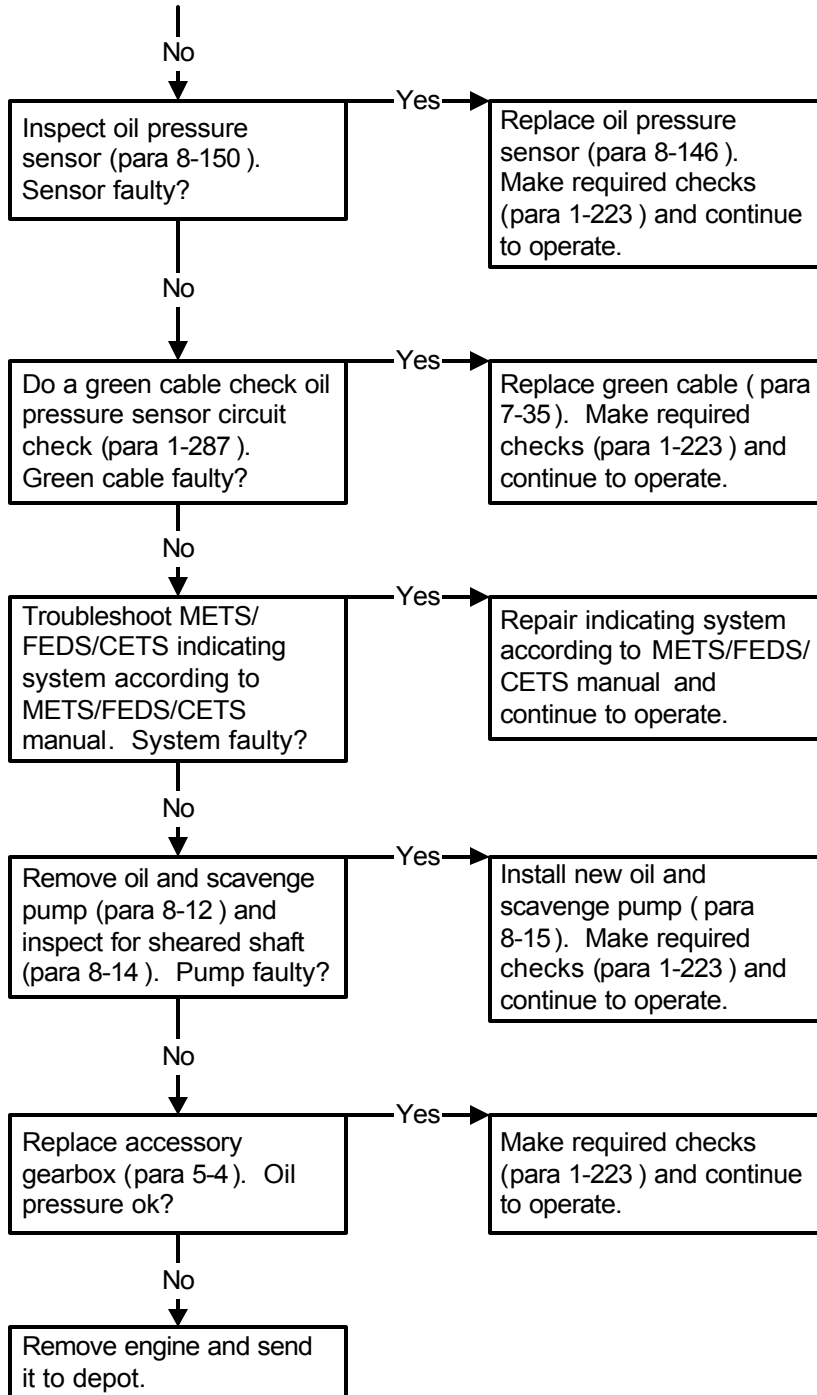 No
Inspect oil pressure
sensor (para 8-150 ).
Sensor faulty?
Yes
Replace oil pressure
sensor (para 8-146 ).
Make required checks
(para 1-223 ) and continue
to operate.
No
Do a green cable check oil
pressure sensor circuit
check (para 1-287 ).
Green cable faulty?
Yes
Replace green cable ( para
7-35 ).  Make required
checks (para 1-223 ) and
continue to operate.
No
Troubleshoot METS/
FEDS/CETS indicating
system according to
METS/FEDS/CETS
manual.  System faulty?
Yes
Repair indicating system
according to METS/FEDS/
CETS manual and
continue to operate.
No
Remove oil and scavenge
pump (para 8-12 ) and
inspect for sheared shaft
(para 8-14 ).  Pump faulty?
Yes
Install new oil and
scavenge pump ( para
8-15 ).  Make required
checks (para 1-223 ) and
continue to operate.
No
Replace accessory
gearbox (para 5-4 ).  Oil
pressure ok?
Yes
Make required checks
(para 1-223 ) and continue
to operate.
No
Remove engine and send
it to depot.